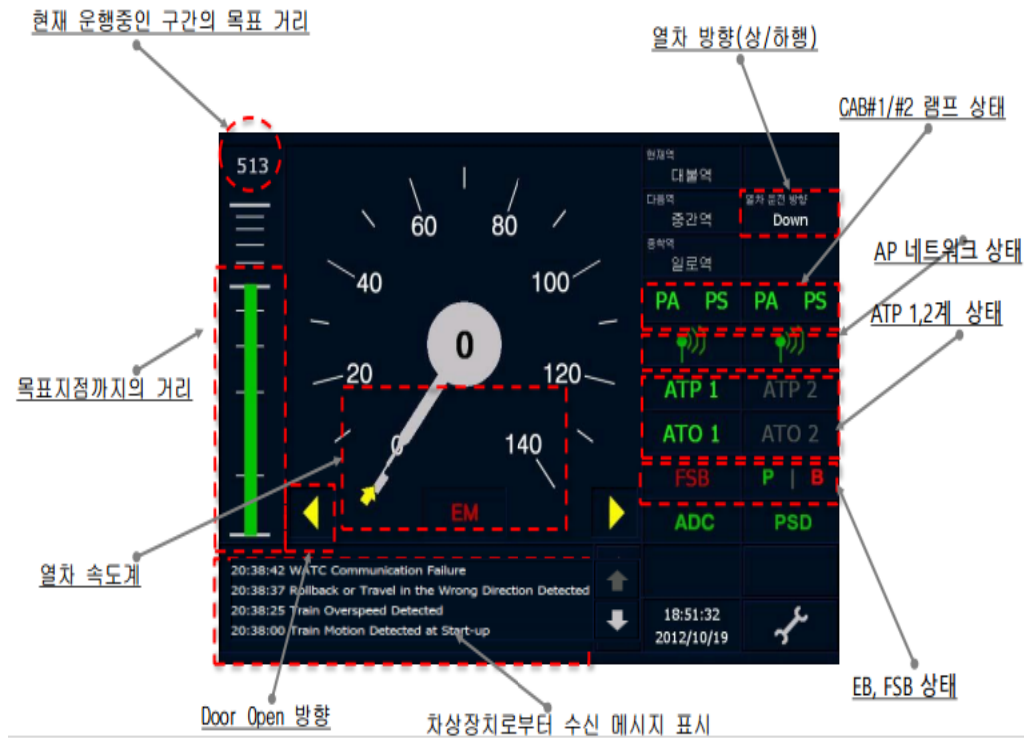 현재 운행중인 구간의 목표 거리
열차 방향(상/하행)
CAB#1/#2 램프 상태
AP 네트워크 상태
ATP 1,2계 상태
목표지점까지의 거리
열차 속도계
Door Open 방향
차상장치로부터 수신 메시지 표시
EB, FSB 상태
513
60
80
40
100
20
120
0
140
0
EM
현재역
대불역
다음역
중간역
열차 운전 방향
Down
종착역
일로역
PA PS PA PS
ATP 1 ATP 2
ATO 1 ATO 2
FSB P | B
ADC PSD
20:38:42 WATC Communication Failure
20:38:37 Rollback or Travel in the Wrong Direction Detected
20:38:25 Train Overspeed Detected
20:38:00 Train Motion Detected at Start-up
18:51:32
2012/10/19